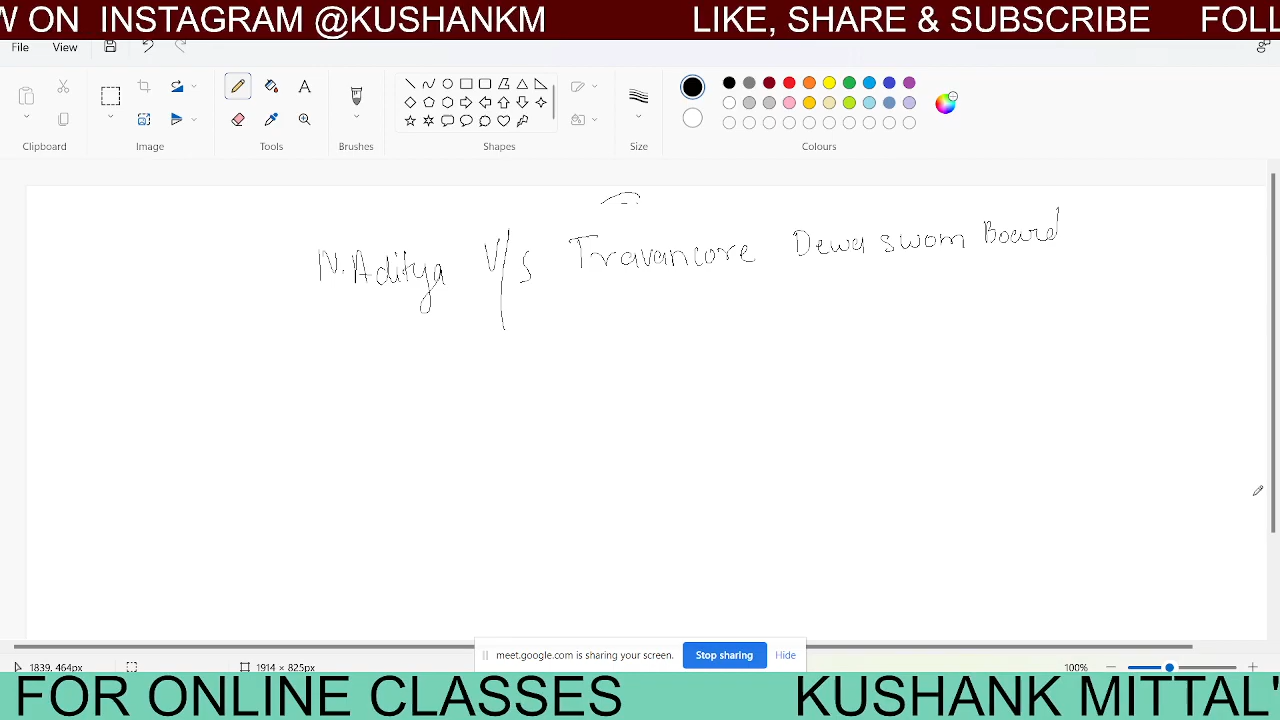 W ON INSTAGRAM @KUSHANKM LIKE, SHARE & SUBSCRIBE FOLL
File View
Clipboard Image Tools Brushes Shapes Size Colours
N. Aditya V/s Travancore Dewaswom Board
meet.google.com is sharing your screen. Stop sharing Hide
1914 × 825px 100%
FOR ONLINE CLASSES KUSHANK MITTAL'